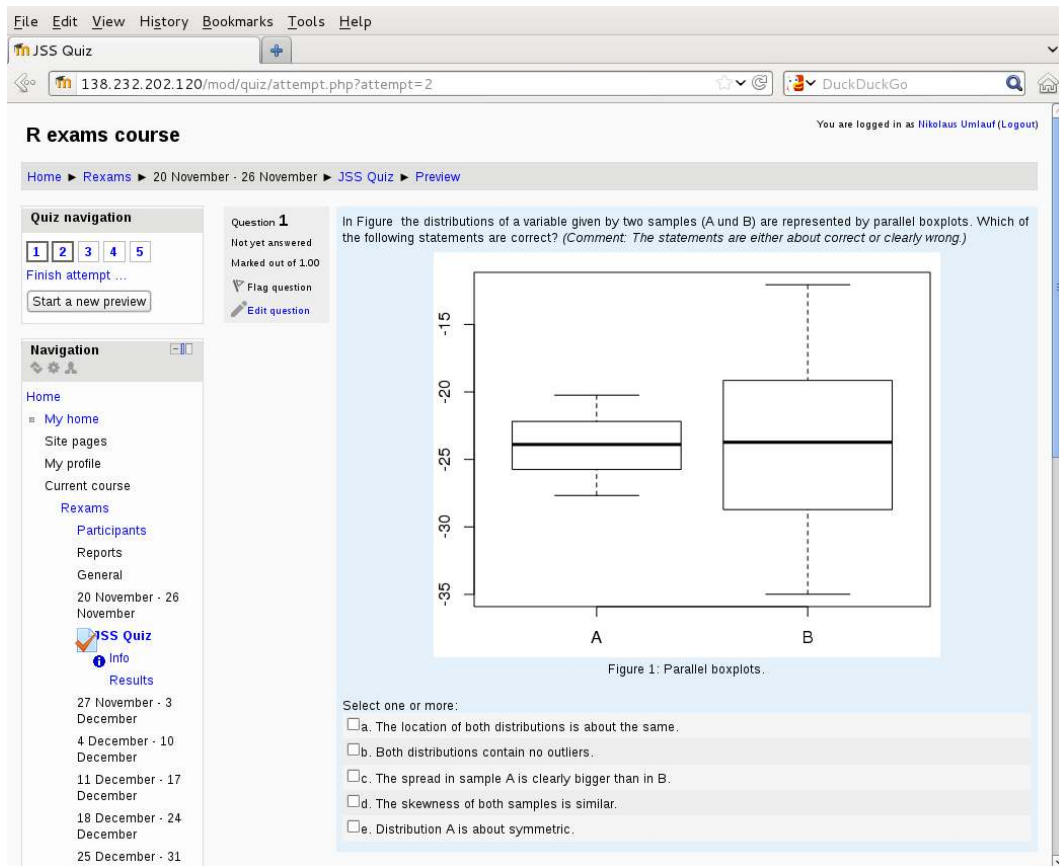 File Edit View History Bookmarks Tools Help
JSS Quiz
138.232.202.120/mod/quiz/attempt.php?attempt=2
DuckDuckGo
R exams course
You are logged in as Nikolaus Umlauf (Logout)
Home ► Rexams ► 20 November - 26 November ► JSS Quiz ► Preview
Quiz navigation
1 2 3 4 5
Finish attempt ...
Start a new preview
Navigation
Home
My home
Site pages
My profile
Current course
Rexams
Participants
Reports
General
20 November - 26
November
JSS Quiz
Info
Results
27 November - 3
December
4 December - 10
December
11 December - 17
December
18 December - 24
December
25 December - 31
Question 1
Not yet answered
Marked out of 1.00
Flag question
Edit question
In Figure the distributions of a variable given by two samples (A und B) are represented by parallel boxplots. Which of
the following statements are correct? (Comment: The statements are either about correct or clearly wrong.)
-15
-20
-25
-30
-35
A B
Figure 1: Parallel boxplots.
Select one or more:
a. The location of both distributions is about the same.
b. Both distributions contain no outliers.
c. The spread in sample A is clearly bigger than in B.
d. The skewness of both samples is similar.
e. Distribution A is about symmetric.